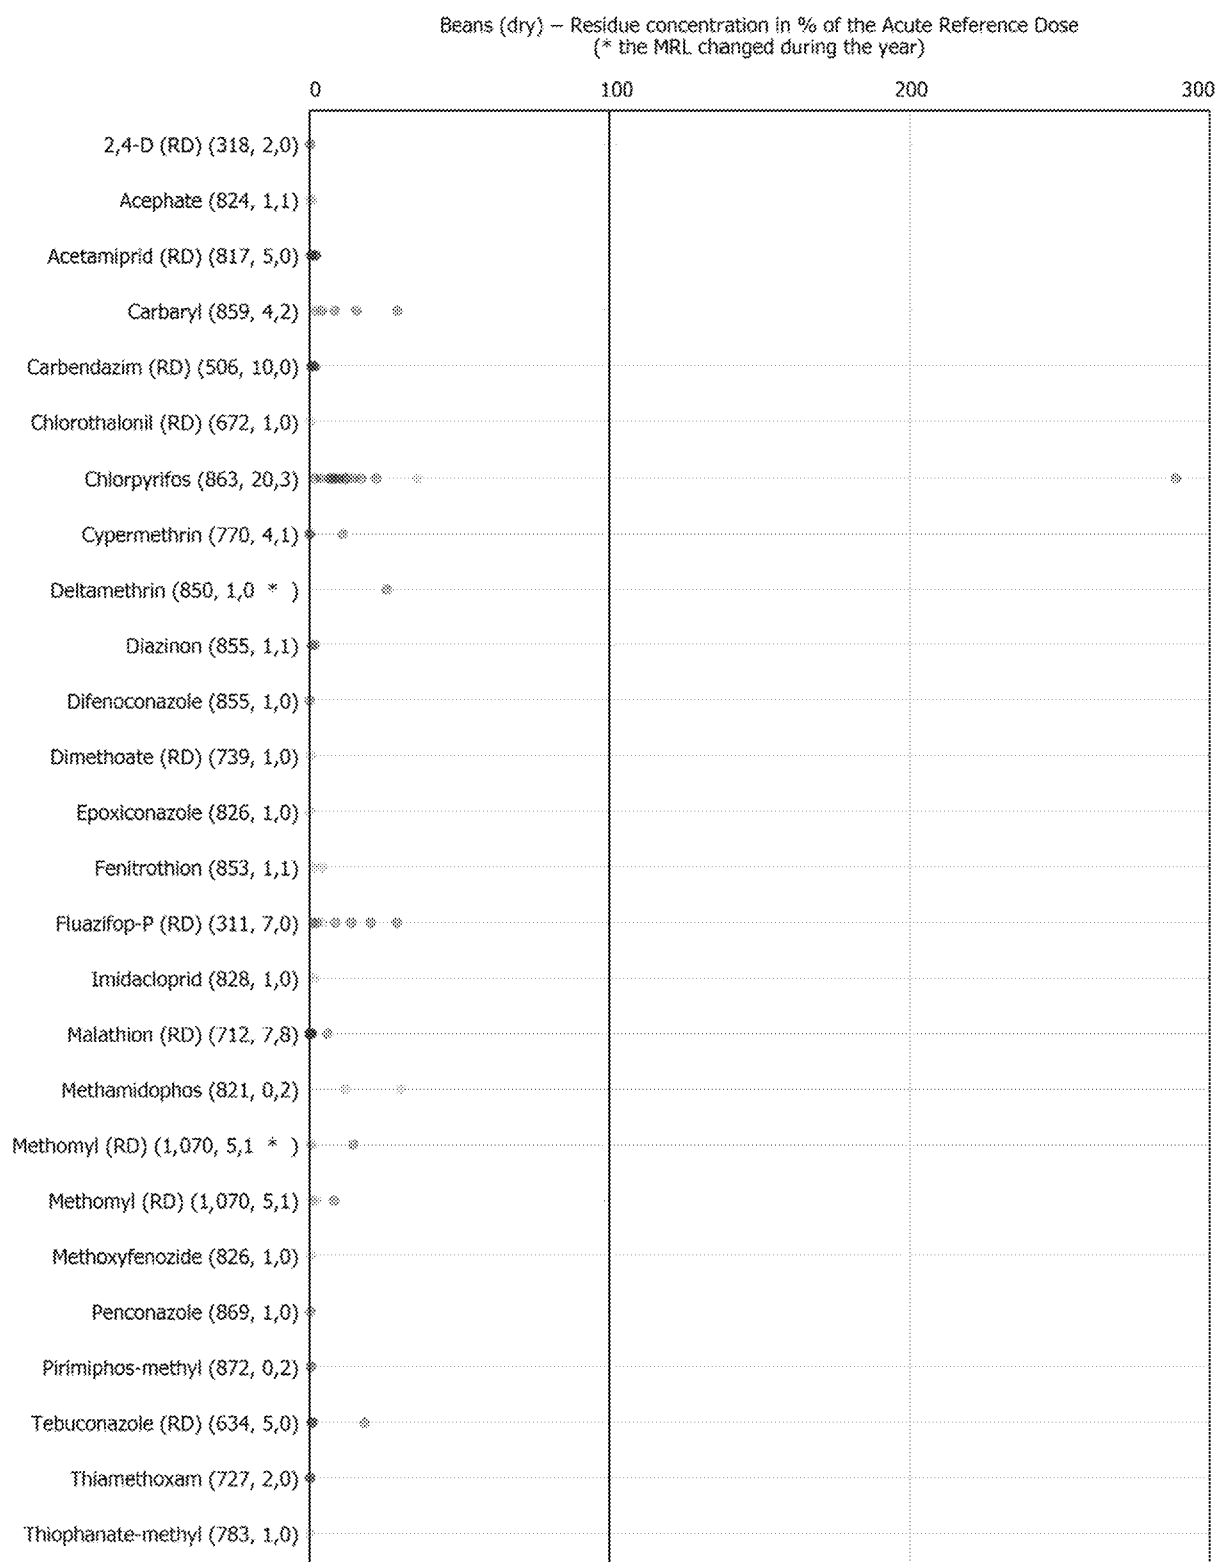 Beans (dry) – Residue concentration in % of the Acute Reference Dose
(* the MRL changed during the year)
0 100 200 300
2,4-D (RD) (318, 2,0)
Acephate (824, 1,1)
Acetamiprid (RD) (817, 5,0)
Carbaryl (859, 4,2)
Carbendazim (RD) (506, 10,0)
Chlorothalonil (RD) (672, 1,0)
Chlorpyrifos (863, 20,3)
Cypermethrin (770, 4,1)
Deltamethrin (850, 1,0 * )
Diazinon (855, 1,1)
Difenoconazole (855, 1,0)
Dimethoate (RD) (739, 1,0)
Epoxiconazole (826, 1,0)
Fenitrothion (853, 1,1)
Fluazifop-P (RD) (311, 7,0)
Imidacloprid (828, 1,0)
Malathion (RD) (712, 7,8)
Methamidophos (821, 0,2)
Methomyl (RD) (1,070, 5,1 * )
Methomyl (RD) (1,070, 5,1)
Methoxyfenozide (826, 1,0)
Penconazole (869, 1,0)
Pirimiphos-methyl (872, 0,2)
Tebuconazole (RD) (634, 5,0)
Thiamethoxam (727, 2,0)
Thiophanate-methyl (783, 1,0)